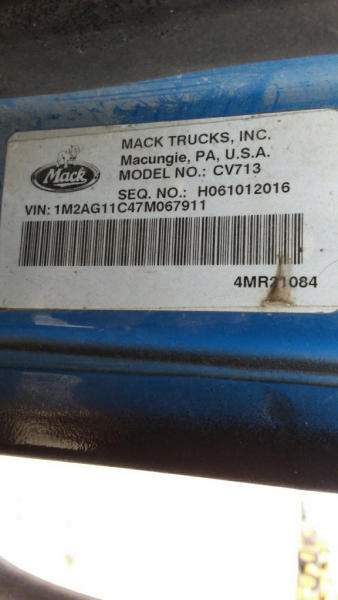 Mack
MACK TRUCKS, INC.
Macungie, PA, U.S.A.
MODEL NO.: CV713
SEQ. NO.: H061012016
VIN: 1M2AG11C47M067911
4MR21084